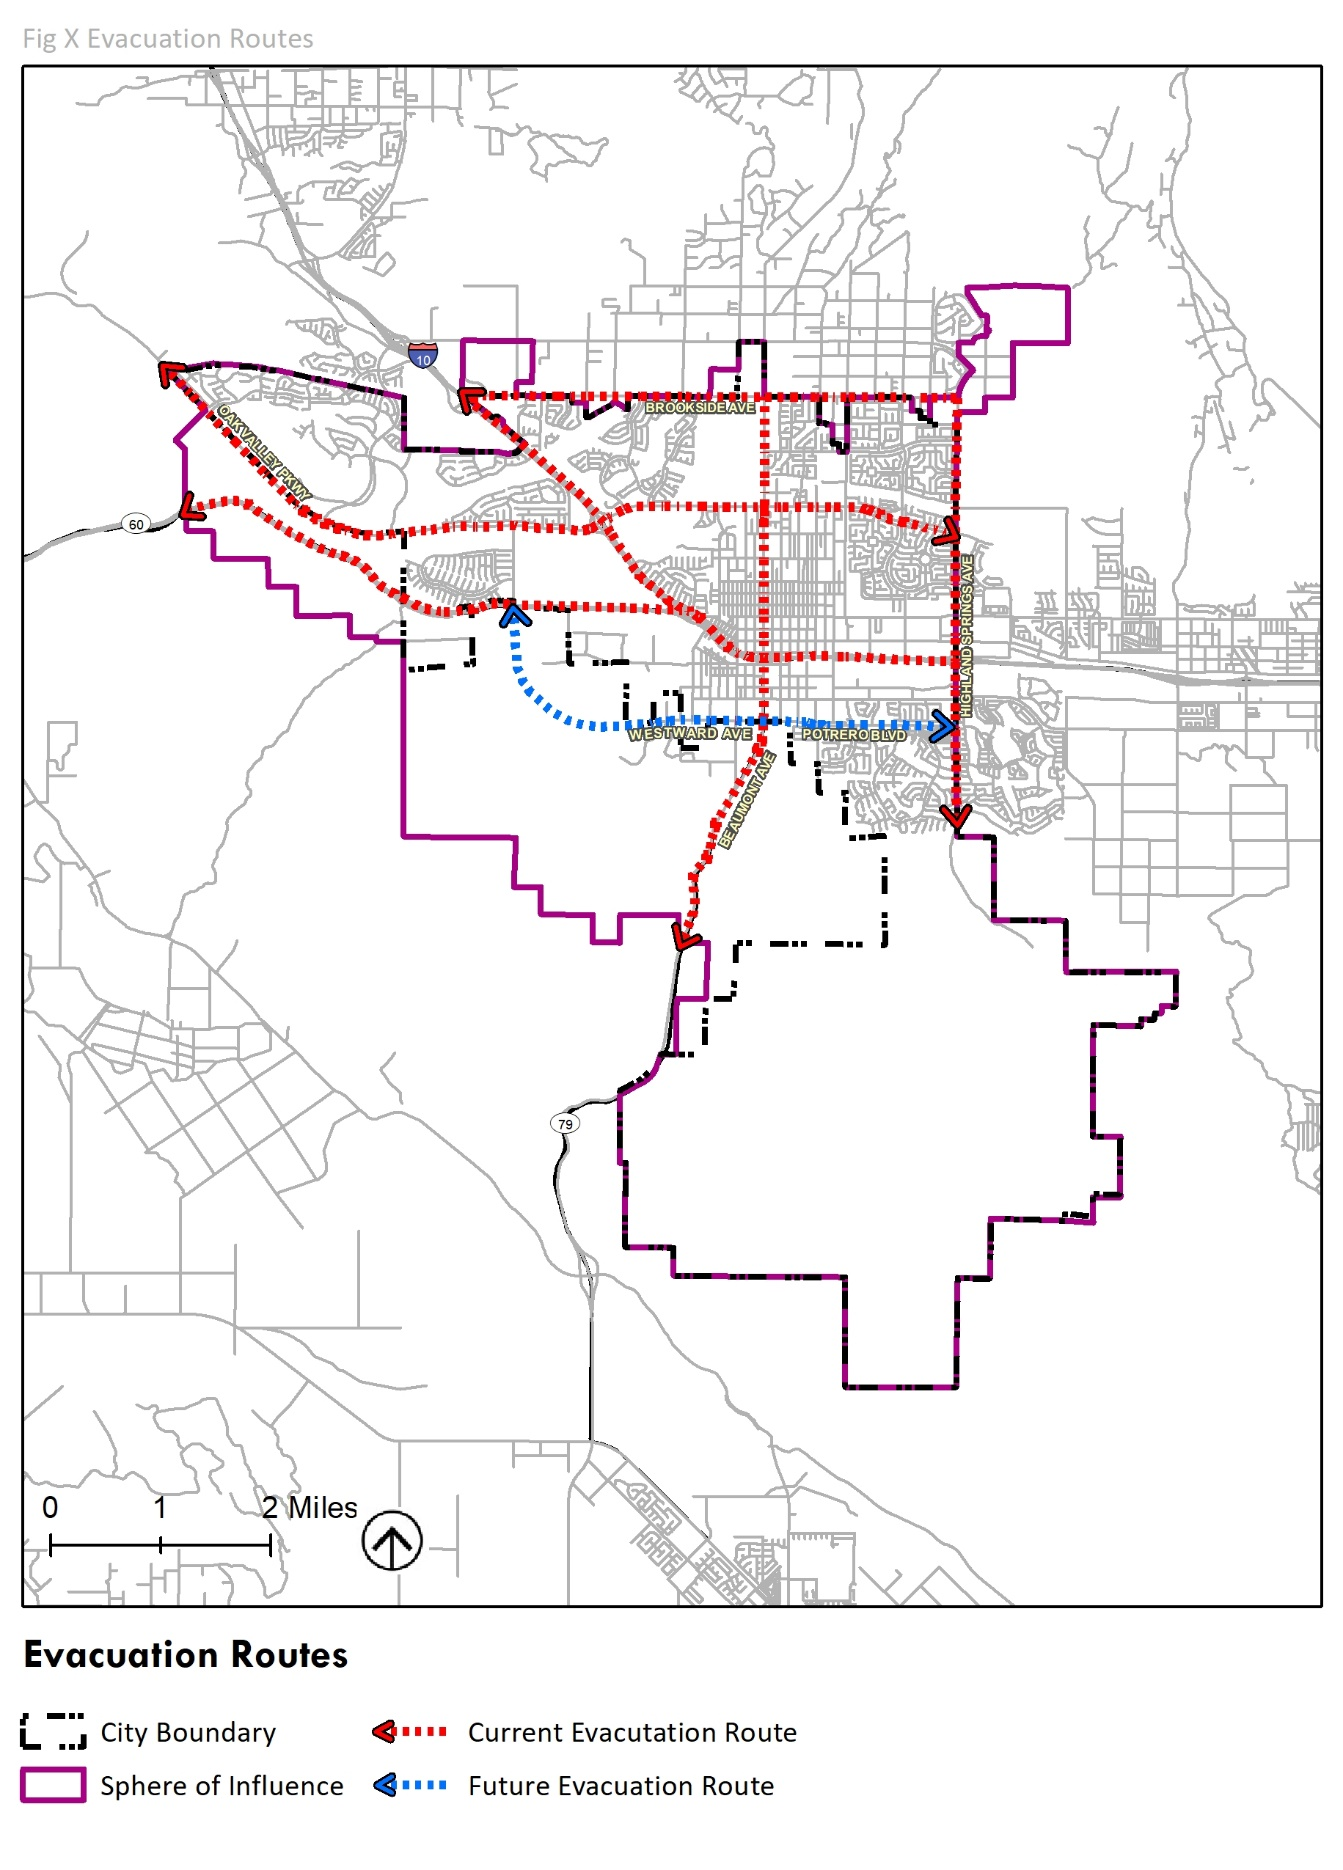 Fig X Evacuation Routes
10
BROOKSIDE AVE
OAK VALLEY PKWY
60
HIGHLAND SPRINGS AVE
WESTWARD AVE
POTRERO BLVD
BEAUMONT AVE
79
0 1 2 Miles
Evacuation Routes
City Boundary
Current Evacutation Route
Sphere of Influence
Future Evacuation Route